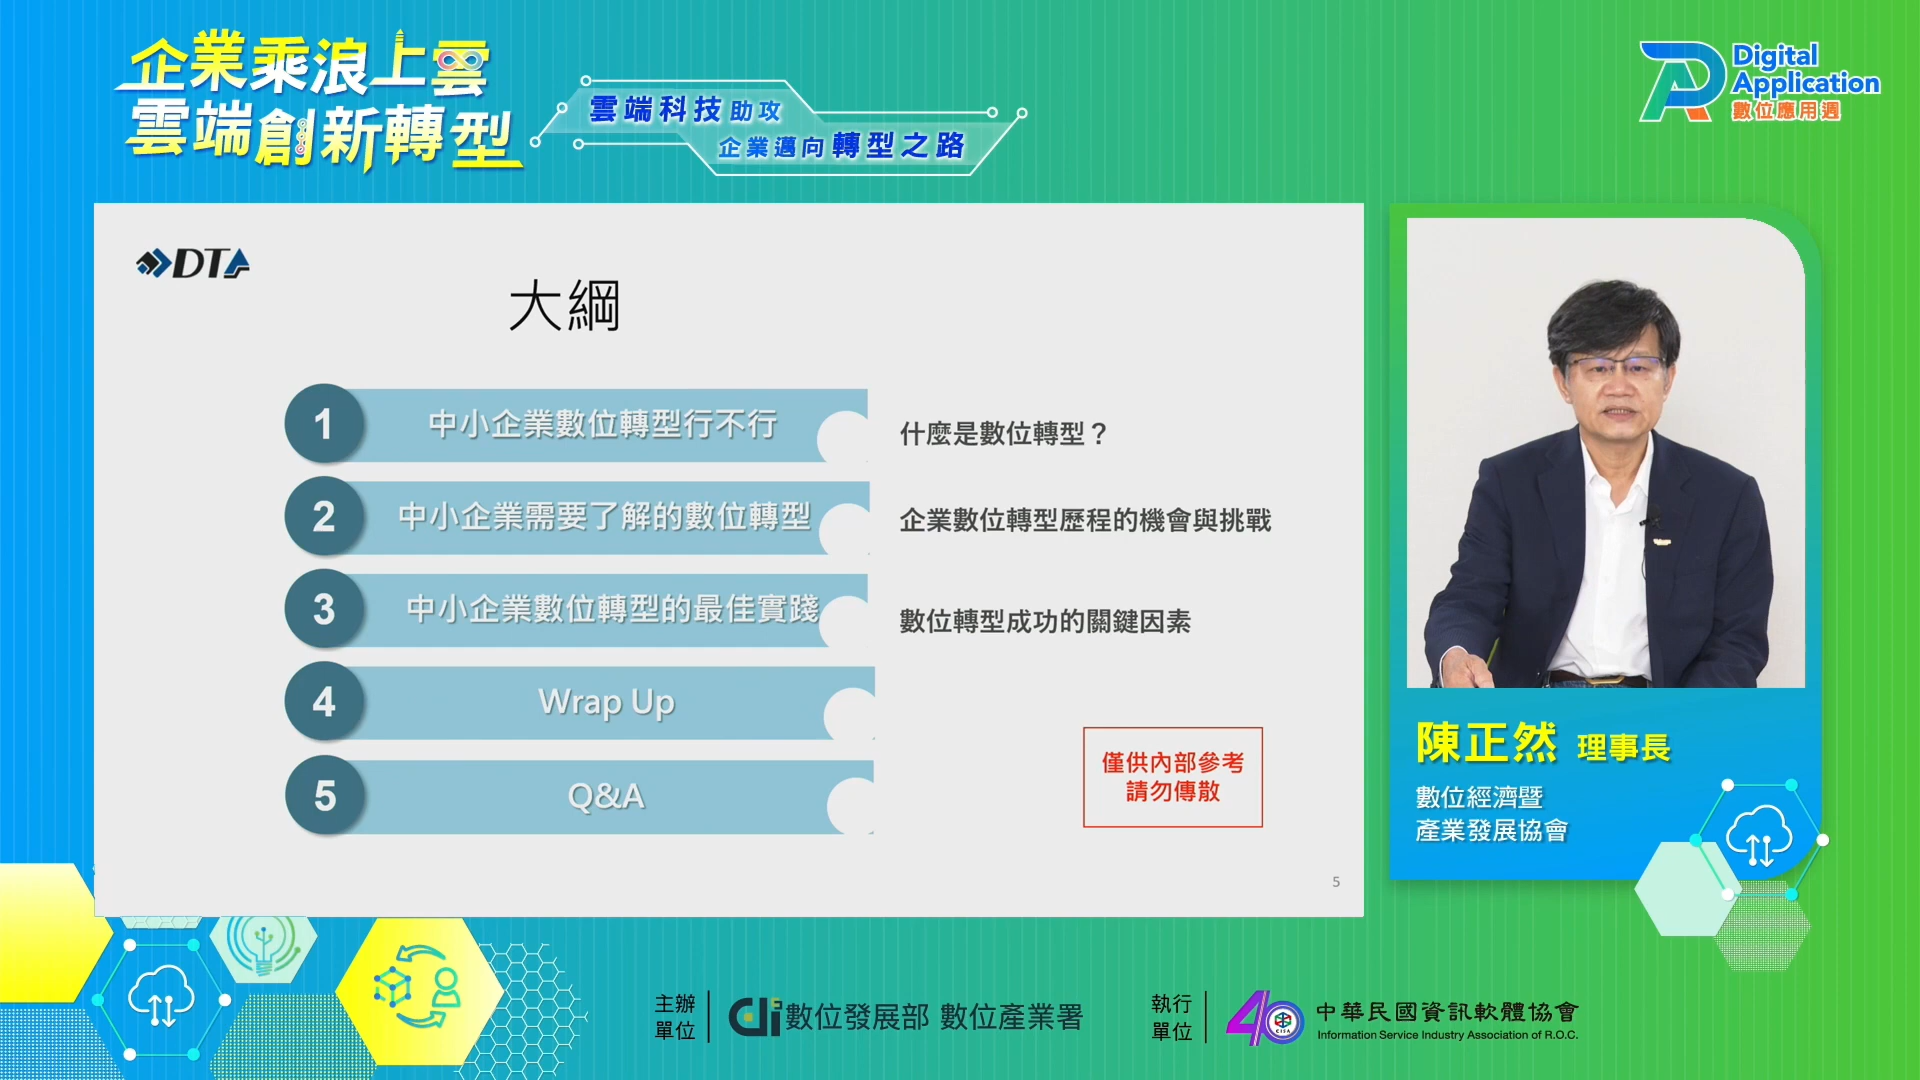 企業乘浪上雲
雲端創新轉型
雲端科技助攻
企業邁向轉型之路
Digital
Application
數位應用週
DTA
大綱
1 中小企業數位轉型行不行
什麼是數位轉型？
2 中小企業需要了解的數位轉型
企業數位轉型歷程的機會與挑戰
3 中小企業數位轉型的最佳實踐
數位轉型成功的關鍵因素
4 Wrap Up
5 Q&A
僅供內部參考
請勿傳散
5
陳正然 理事長
數位經濟暨
產業發展協會
主辦
單位
數位發展部 數位產業署
執行
單位
40
CISA
中華民國資訊軟體協會
Information Service Industry Association of R.O.C.